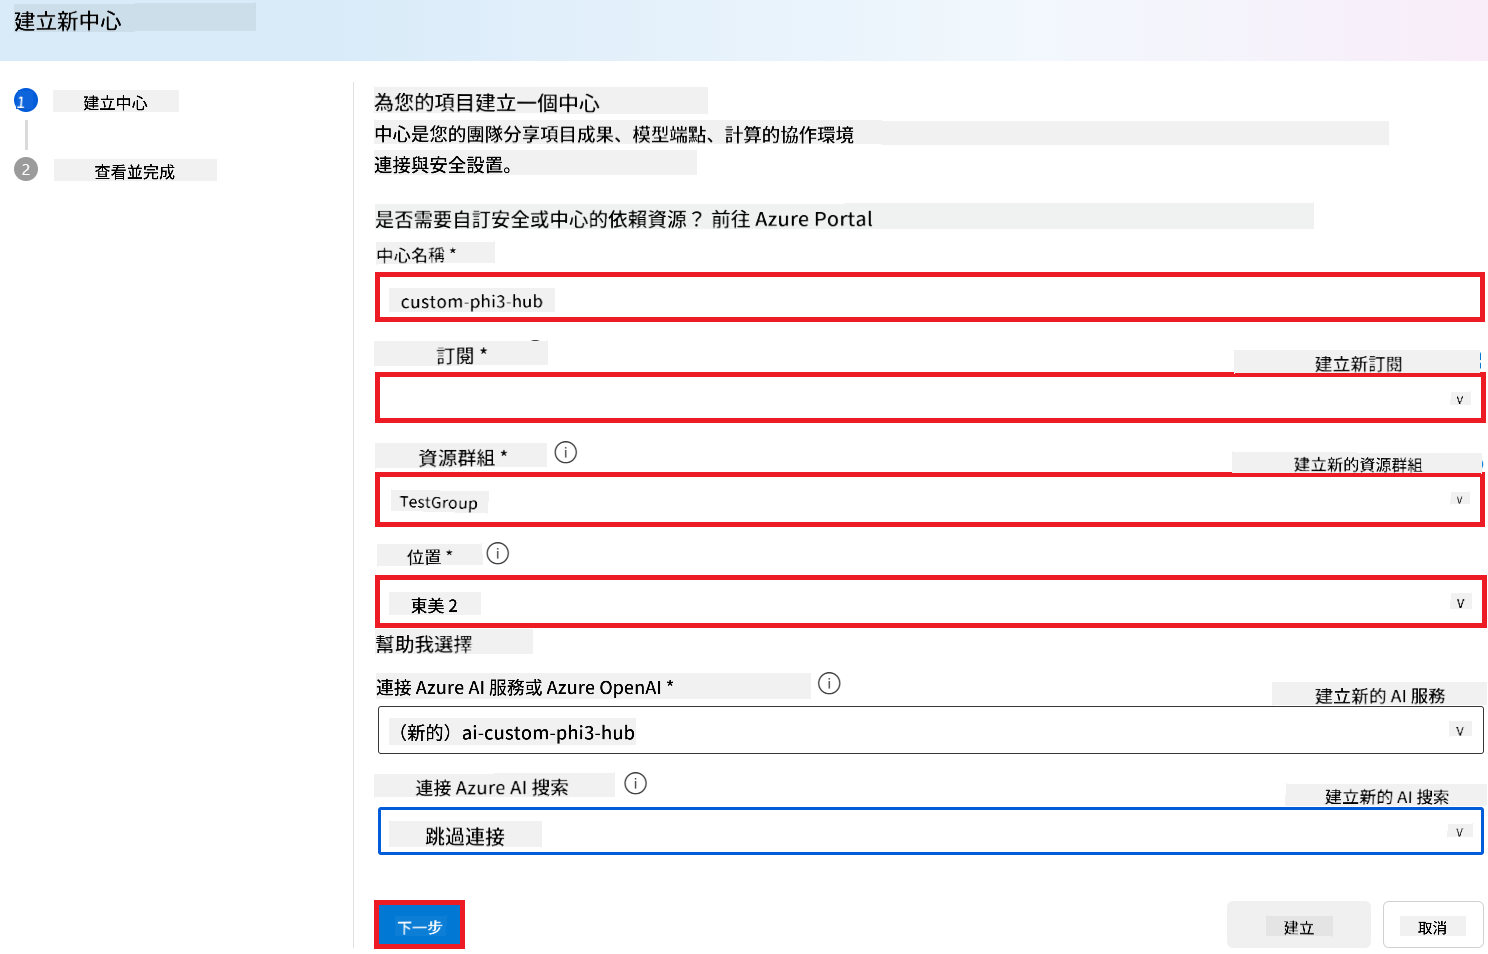 建立新中心
1
建立中心
2
查看並完成
為您的項目建立一個中心
中心是您的團隊分享項目成果、模型端點、計算的協作環境
連接與安全設置。
是否需要自訂安全或中心的依賴資源？ 前往 Azure Portal
中心名稱 *
custom-phi3-hub
訂閱 *
建立新訂閱
資源群組 *
建立新的資源群組
TestGroup
位置 *
東美 2
幫助我選擇
連接 Azure AI 服務或 Azure OpenAI *
建立新的 AI 服務
（新的）ai-custom-phi3-hub
連接 Azure AI 搜索
建立新的 AI 搜索
跳過連接
下一步
建立
取消